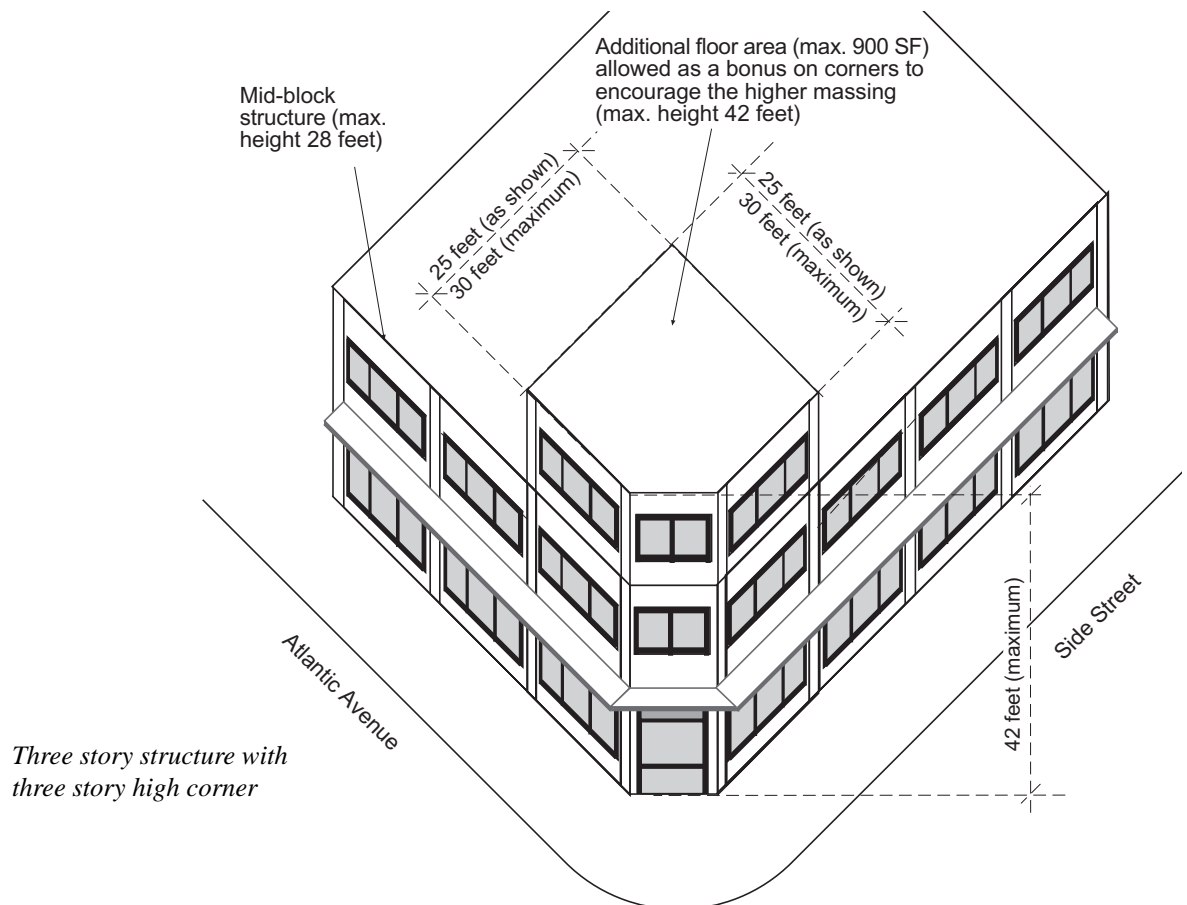 Additional floor area (max. 900 SF)
allowed as a bonus on corners to
encourage the higher massing
(max. height 42 feet)
Mid-block
structure (max.
height 28 feet)
25 feet (as shown)
30 feet (maximum)
25 feet (as shown)
30 feet (maximum)
Atlantic Avenue
Side Street
42 feet (maximum)
Three story structure with
three story high corner